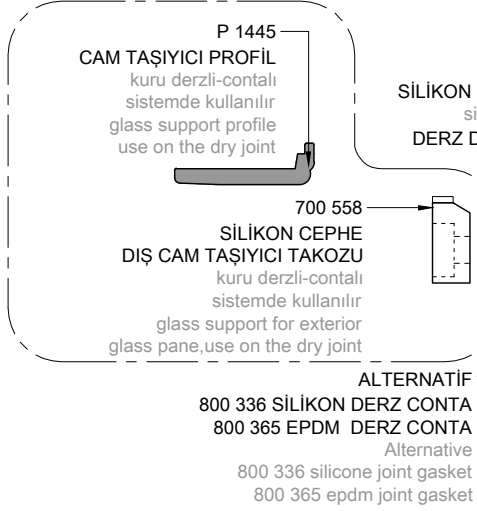 P 1445
CAM TAŞIYICI PROFİL
kuru derzli-contalı
sistemde kullanılır
glass support profile
use on the dry joint
SİLİKON
si
DERZ D
700 558
SİLİKON CEPHE
DIŞ CAM TAŞIYICI TAKOZU
kuru derzli-contalı
sistemde kullanılır
glass support for exterior
glass pane,use on the dry joint
ALTERNATİF
800 336 SİLİKON DERZ CONTA
800 365 EPDM DERZ CONTA
Alternative
800 336 silicone joint gasket
800 365 epdm joint gasket